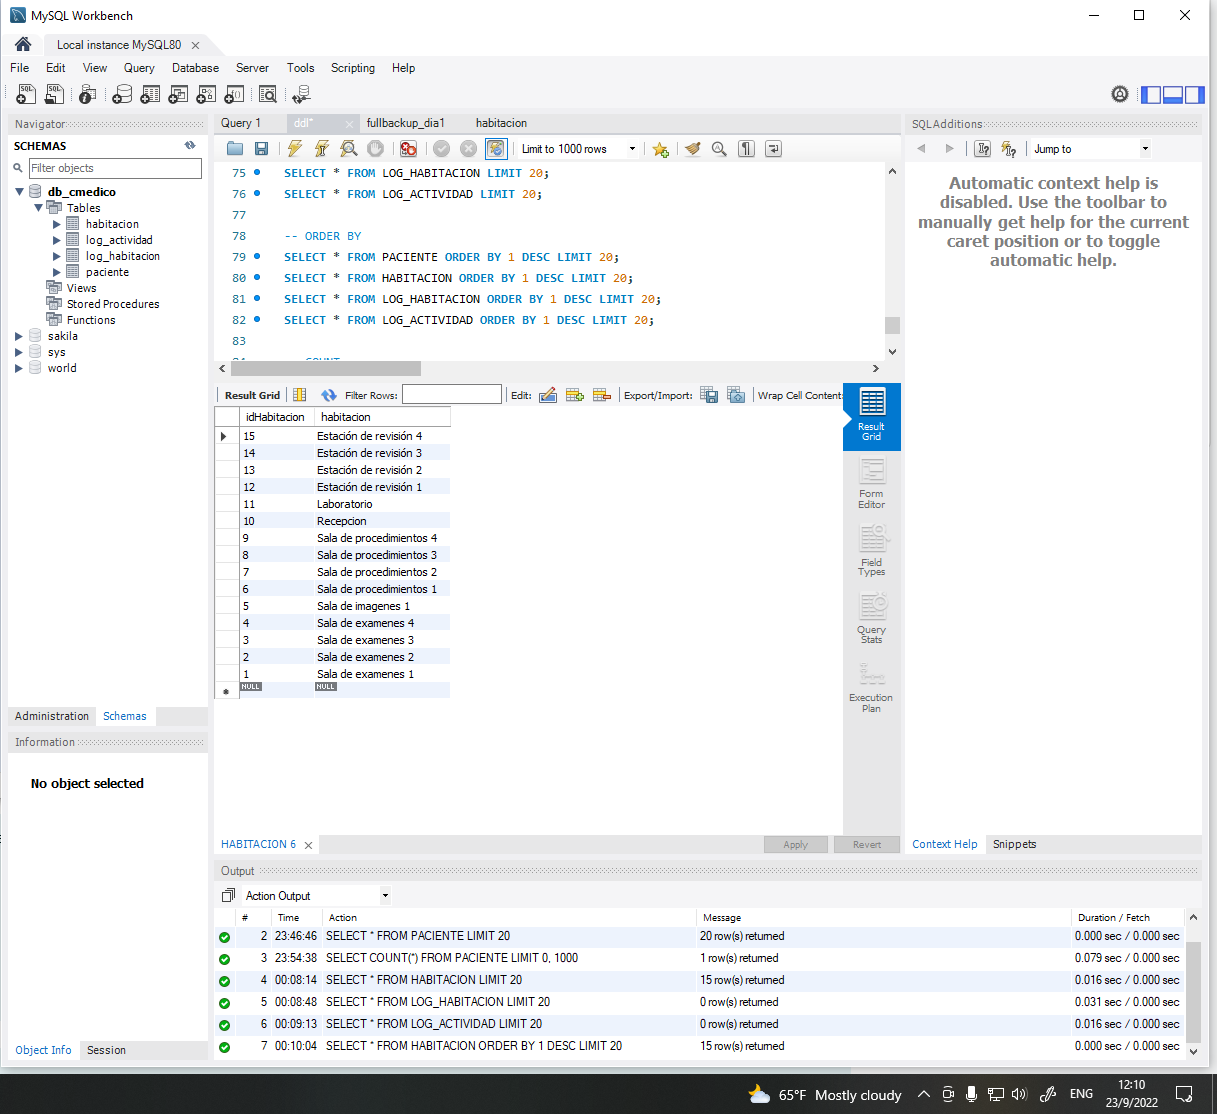 MySQL Workbench
Local instance MySQL80
File Edit View Query Database Server Tools Scripting Help
Navigator
SCHEMAS
Filter objects
db_cmedico
Tables
habitacion
log_actividad
log_habitacion
paciente
Views
Stored Procedures
Functions
sakila
sys
world
Administration Schemas
Information
No object selected
Object Info Session
Query 1 ddl* fullbackup_dia1 habitacion
Limit to 1000 rows
75 SELECT * FROM LOG_HABITACION LIMIT 20;
76 SELECT * FROM LOG_ACTIVIDAD LIMIT 20;
77
78 -- ORDER BY
79 SELECT * FROM PACIENTE ORDER BY 1 DESC LIMIT 20;
80 SELECT * FROM HABITACION ORDER BY 1 DESC LIMIT 20;
81 SELECT * FROM LOG_HABITACION ORDER BY 1 DESC LIMIT 20;
82 SELECT * FROM LOG_ACTIVIDAD ORDER BY 1 DESC LIMIT 20;
83
Result Grid Filter Rows: Edit: Export/Import: Wrap Cell Content:
idHabitacion habitacion
15 Estación de revisión 4
14 Estación de revisión 3
13 Estación de revisión 2
12 Estación de revisión 1
11 Laboratorio
10 Recepcion
9 Sala de procedimientos 4
8 Sala de procedimientos 3
7 Sala de procedimientos 2
6 Sala de procedimientos 1
5 Sala de imagenes 1
4 Sala de examenes 4
3 Sala de examenes 3
2 Sala de examenes 2
1 Sala de examenes 1
NULL NULL
Result
Grid
Form
Editor
Field
Types
Query
Stats
Execution
Plan
HABITACION 6
Apply Revert
SQLAdditions
Jump to
Automatic context help is
disabled. Use the toolbar to
manually get help for the current
caret position or to toggle
automatic help.
Context Help Snippets
Output
Action Output
# Time Action Message Duration / Fetch
2 23:46:46 SELECT * FROM PACIENTE LIMIT 20 20 row(s) returned 0.000 sec / 0.000 sec
3 23:54:38 SELECT COUNT(*) FROM PACIENTE LIMIT 0, 1000 1 row(s) returned 0.079 sec / 0.000 sec
4 00:08:14 SELECT * FROM HABITACION LIMIT 20 15 row(s) returned 0.016 sec / 0.000 sec
5 00:08:48 SELECT * FROM LOG_HABITACION LIMIT 20 0 row(s) returned 0.031 sec / 0.000 sec
6 00:09:13 SELECT * FROM LOG_ACTIVIDAD LIMIT 20 0 row(s) returned 0.016 sec / 0.000 sec
7 00:10:04 SELECT * FROM HABITACION ORDER BY 1 DESC LIMIT 20 15 row(s) returned 0.000 sec / 0.000 sec
65°F Mostly cloudy ENG 12:10
23/9/2022